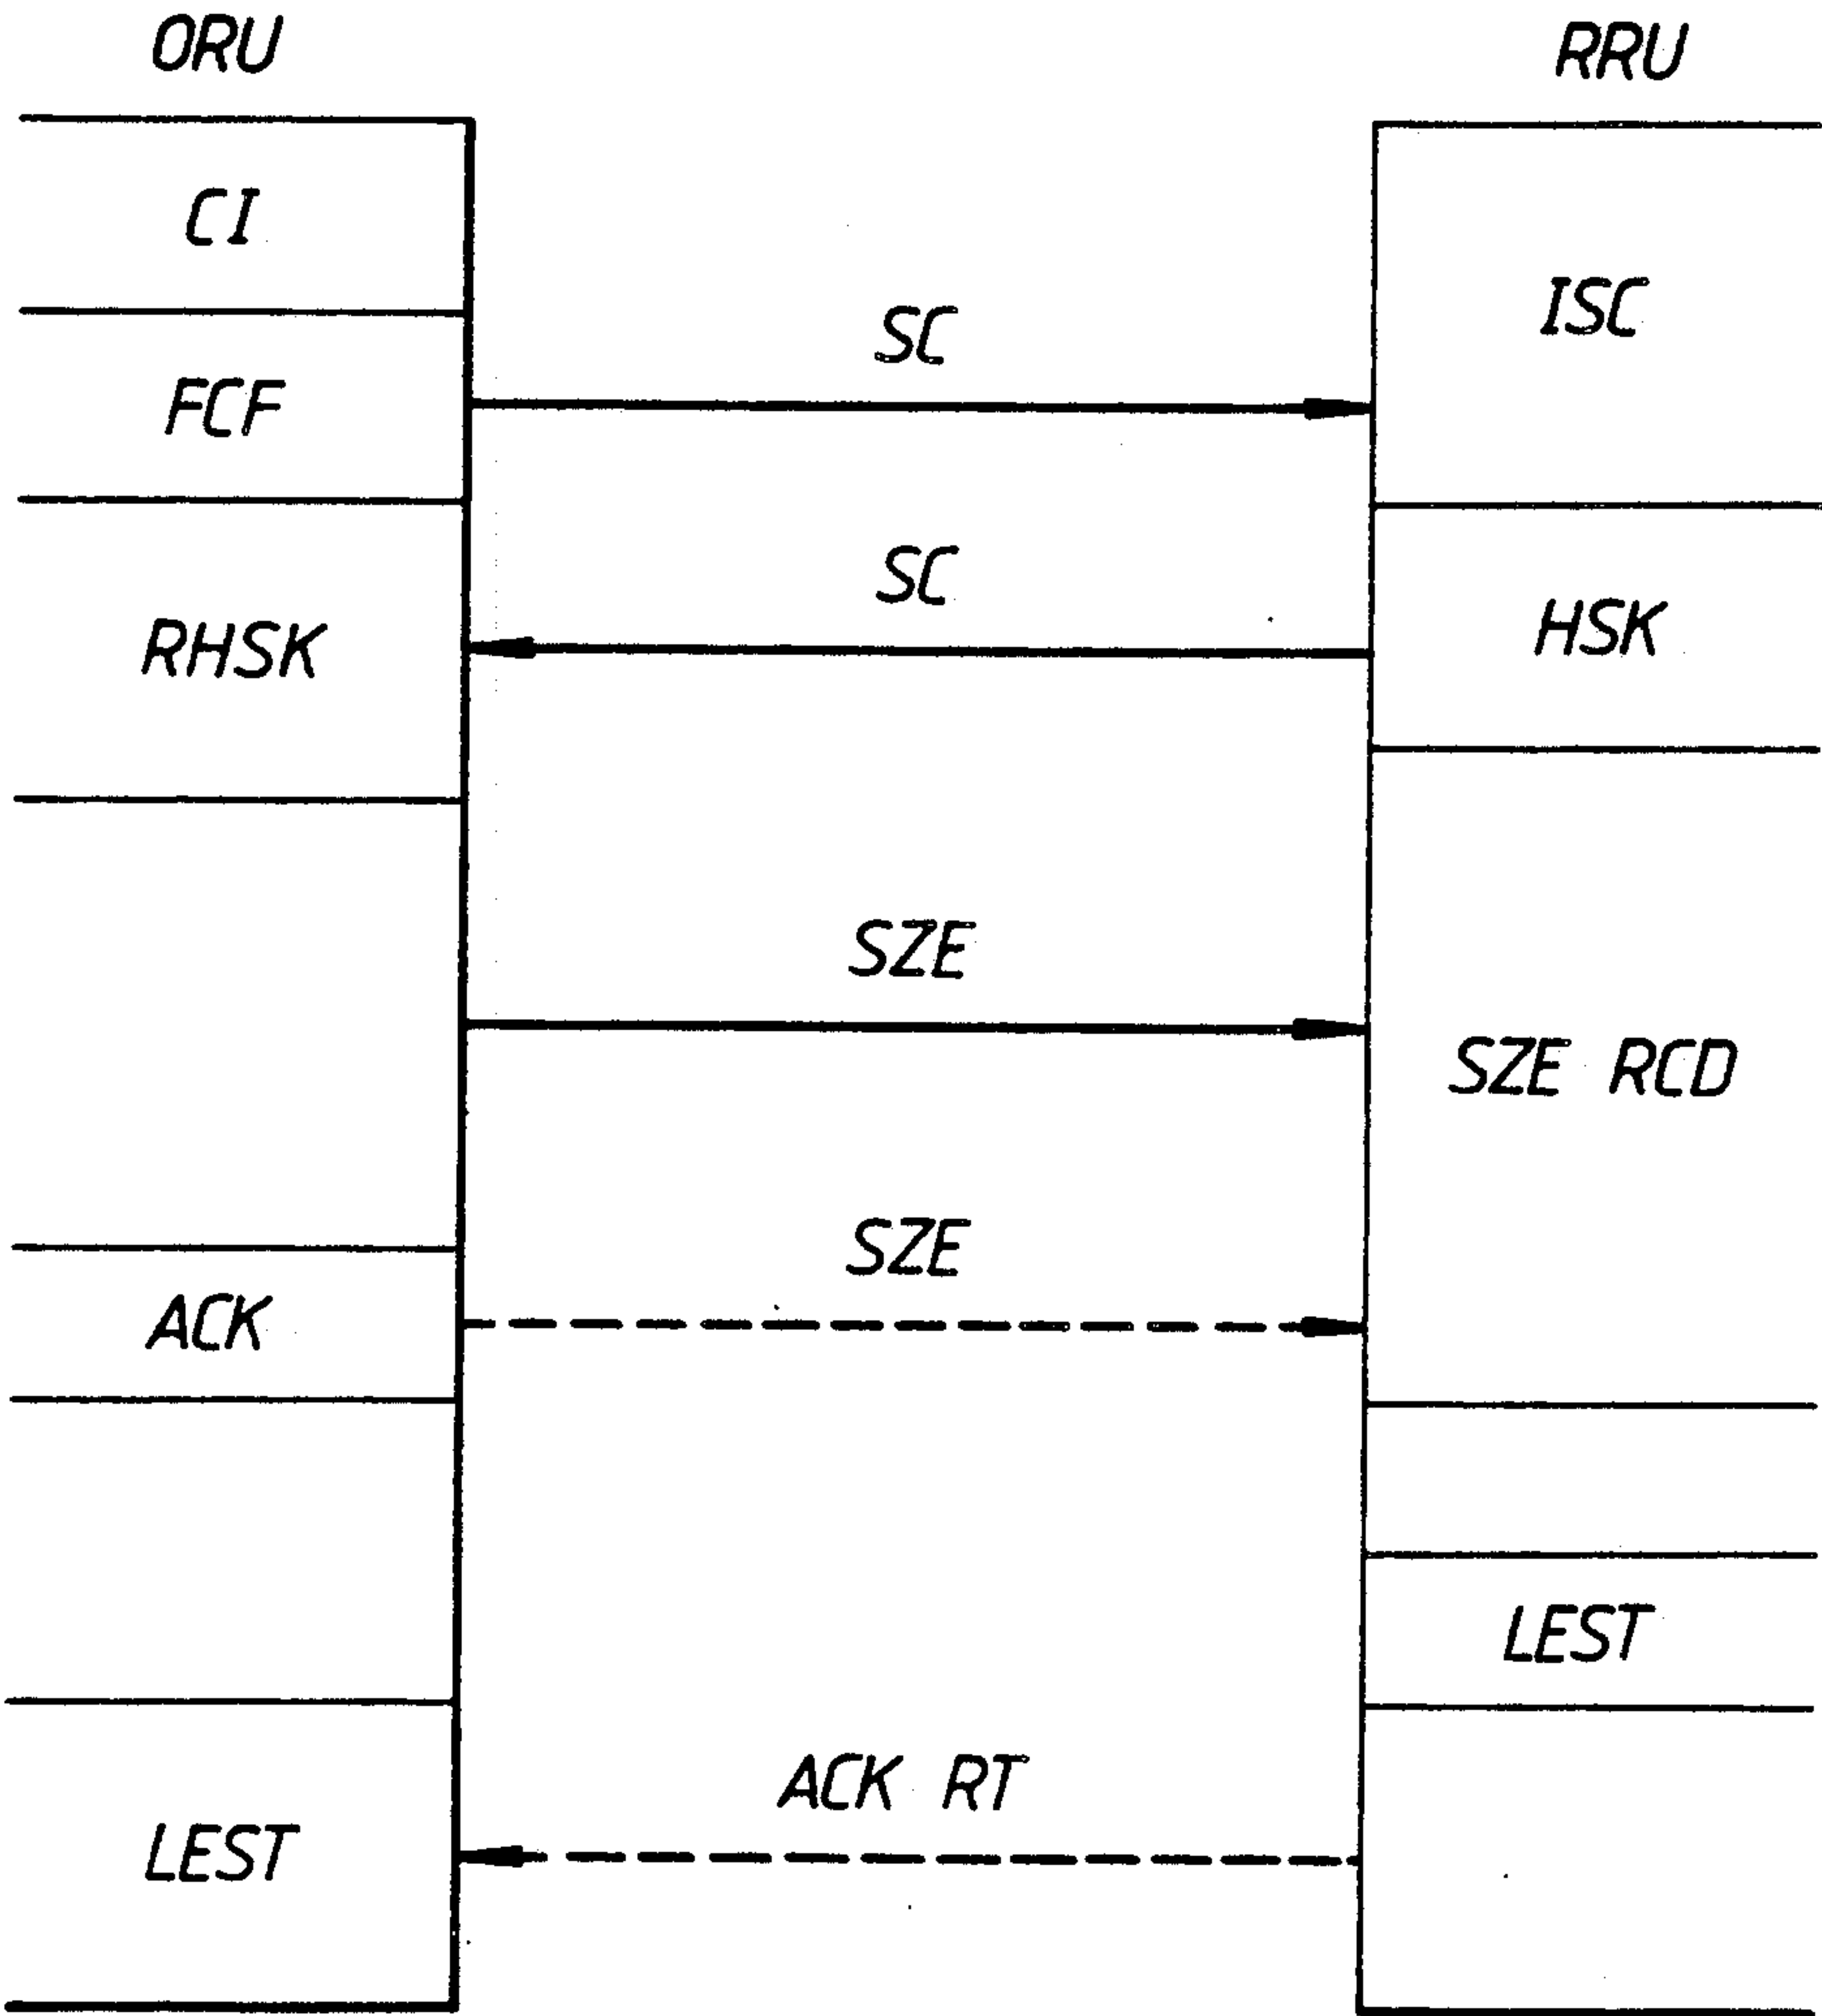 ORU
RRU
CI
ISC
SC
FCF
SC
HSK
RHSK
SZE
SZE RCD
SZE
ACK
LEST
ACK RT
LEST